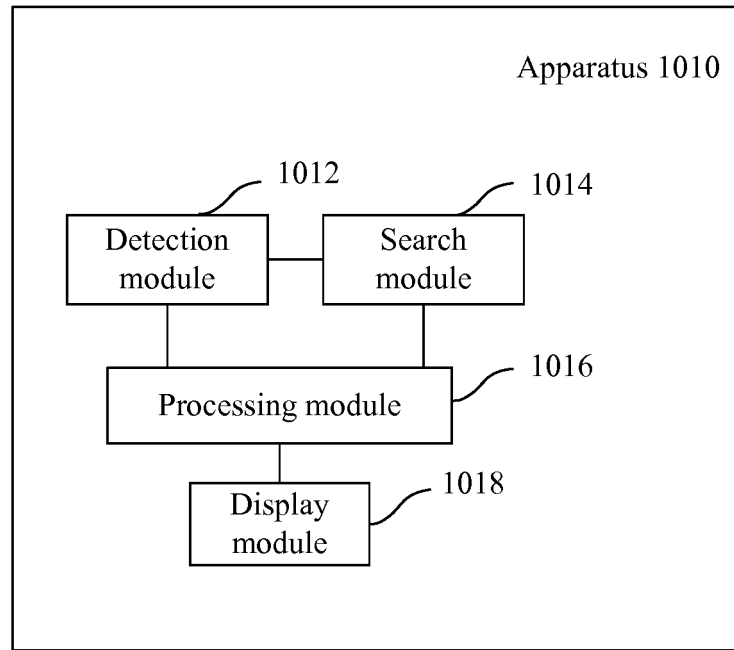 Apparatus 1010
1012
1014
Detection
module
Search
module
1016
Processing module
1018
Display
module